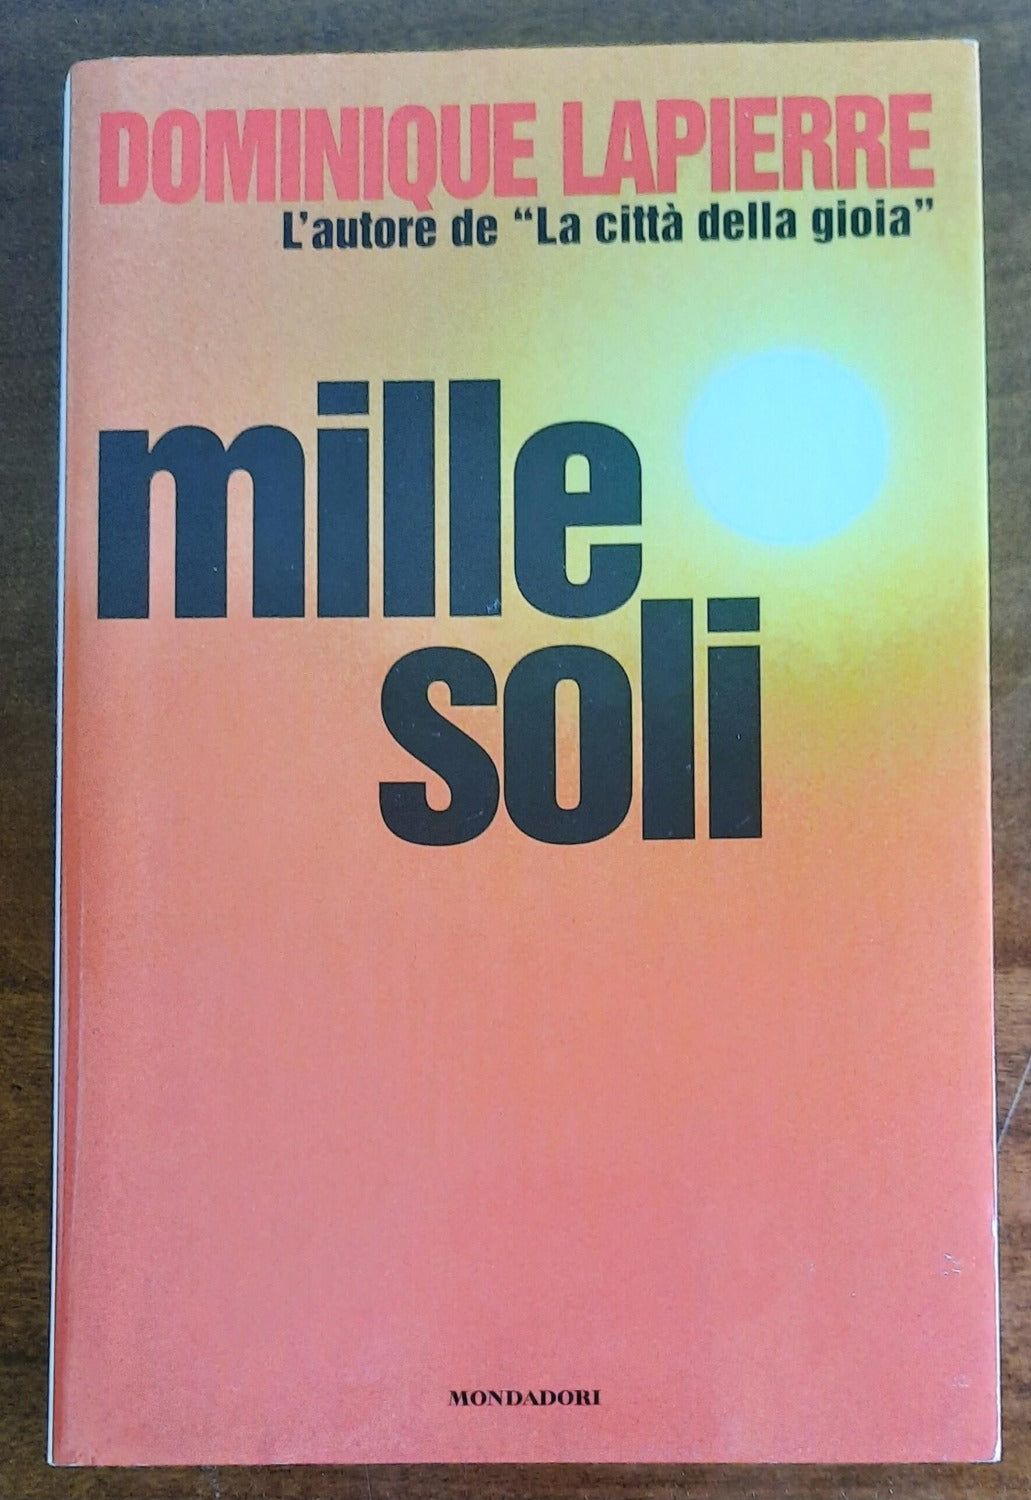 DOMINIQUE LAPIERRE
L'autore de “La città della gioia”
mille
soli
MONDADORI